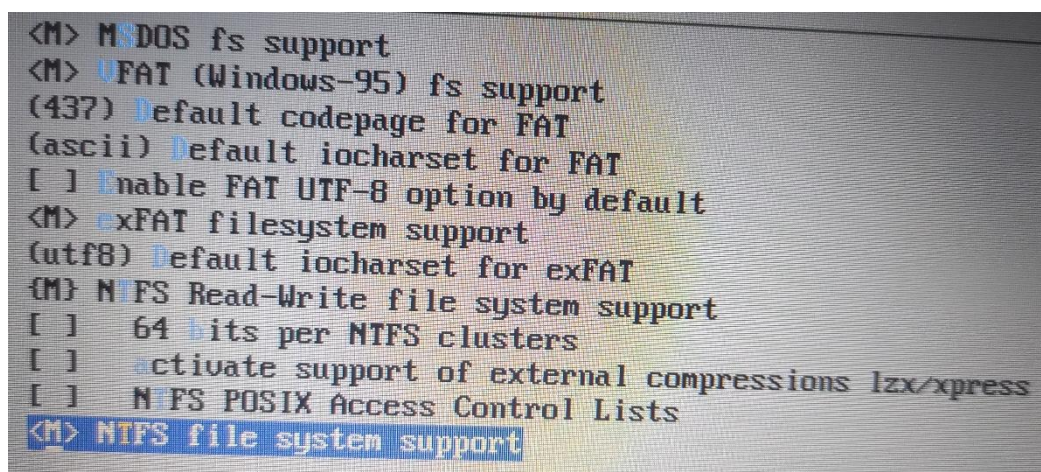 <M> MSDOS fs support
<M> VFAT (Windows-95) fs support
(437) Default codepage for FAT
(ascii) Default iocharset for FAT
[ ] Enable FAT UTF-8 option by default
<M> exFAT filesystem support
(utf8) Default iocharset for exFAT
{M} NTFS Read-Write file system support
[ ]   64 bits per NTFS clusters
[ ]   activate support of external compressions lzx/xpress
[ ]   NTFS POSIX Access Control Lists
<M> NTFS file system support